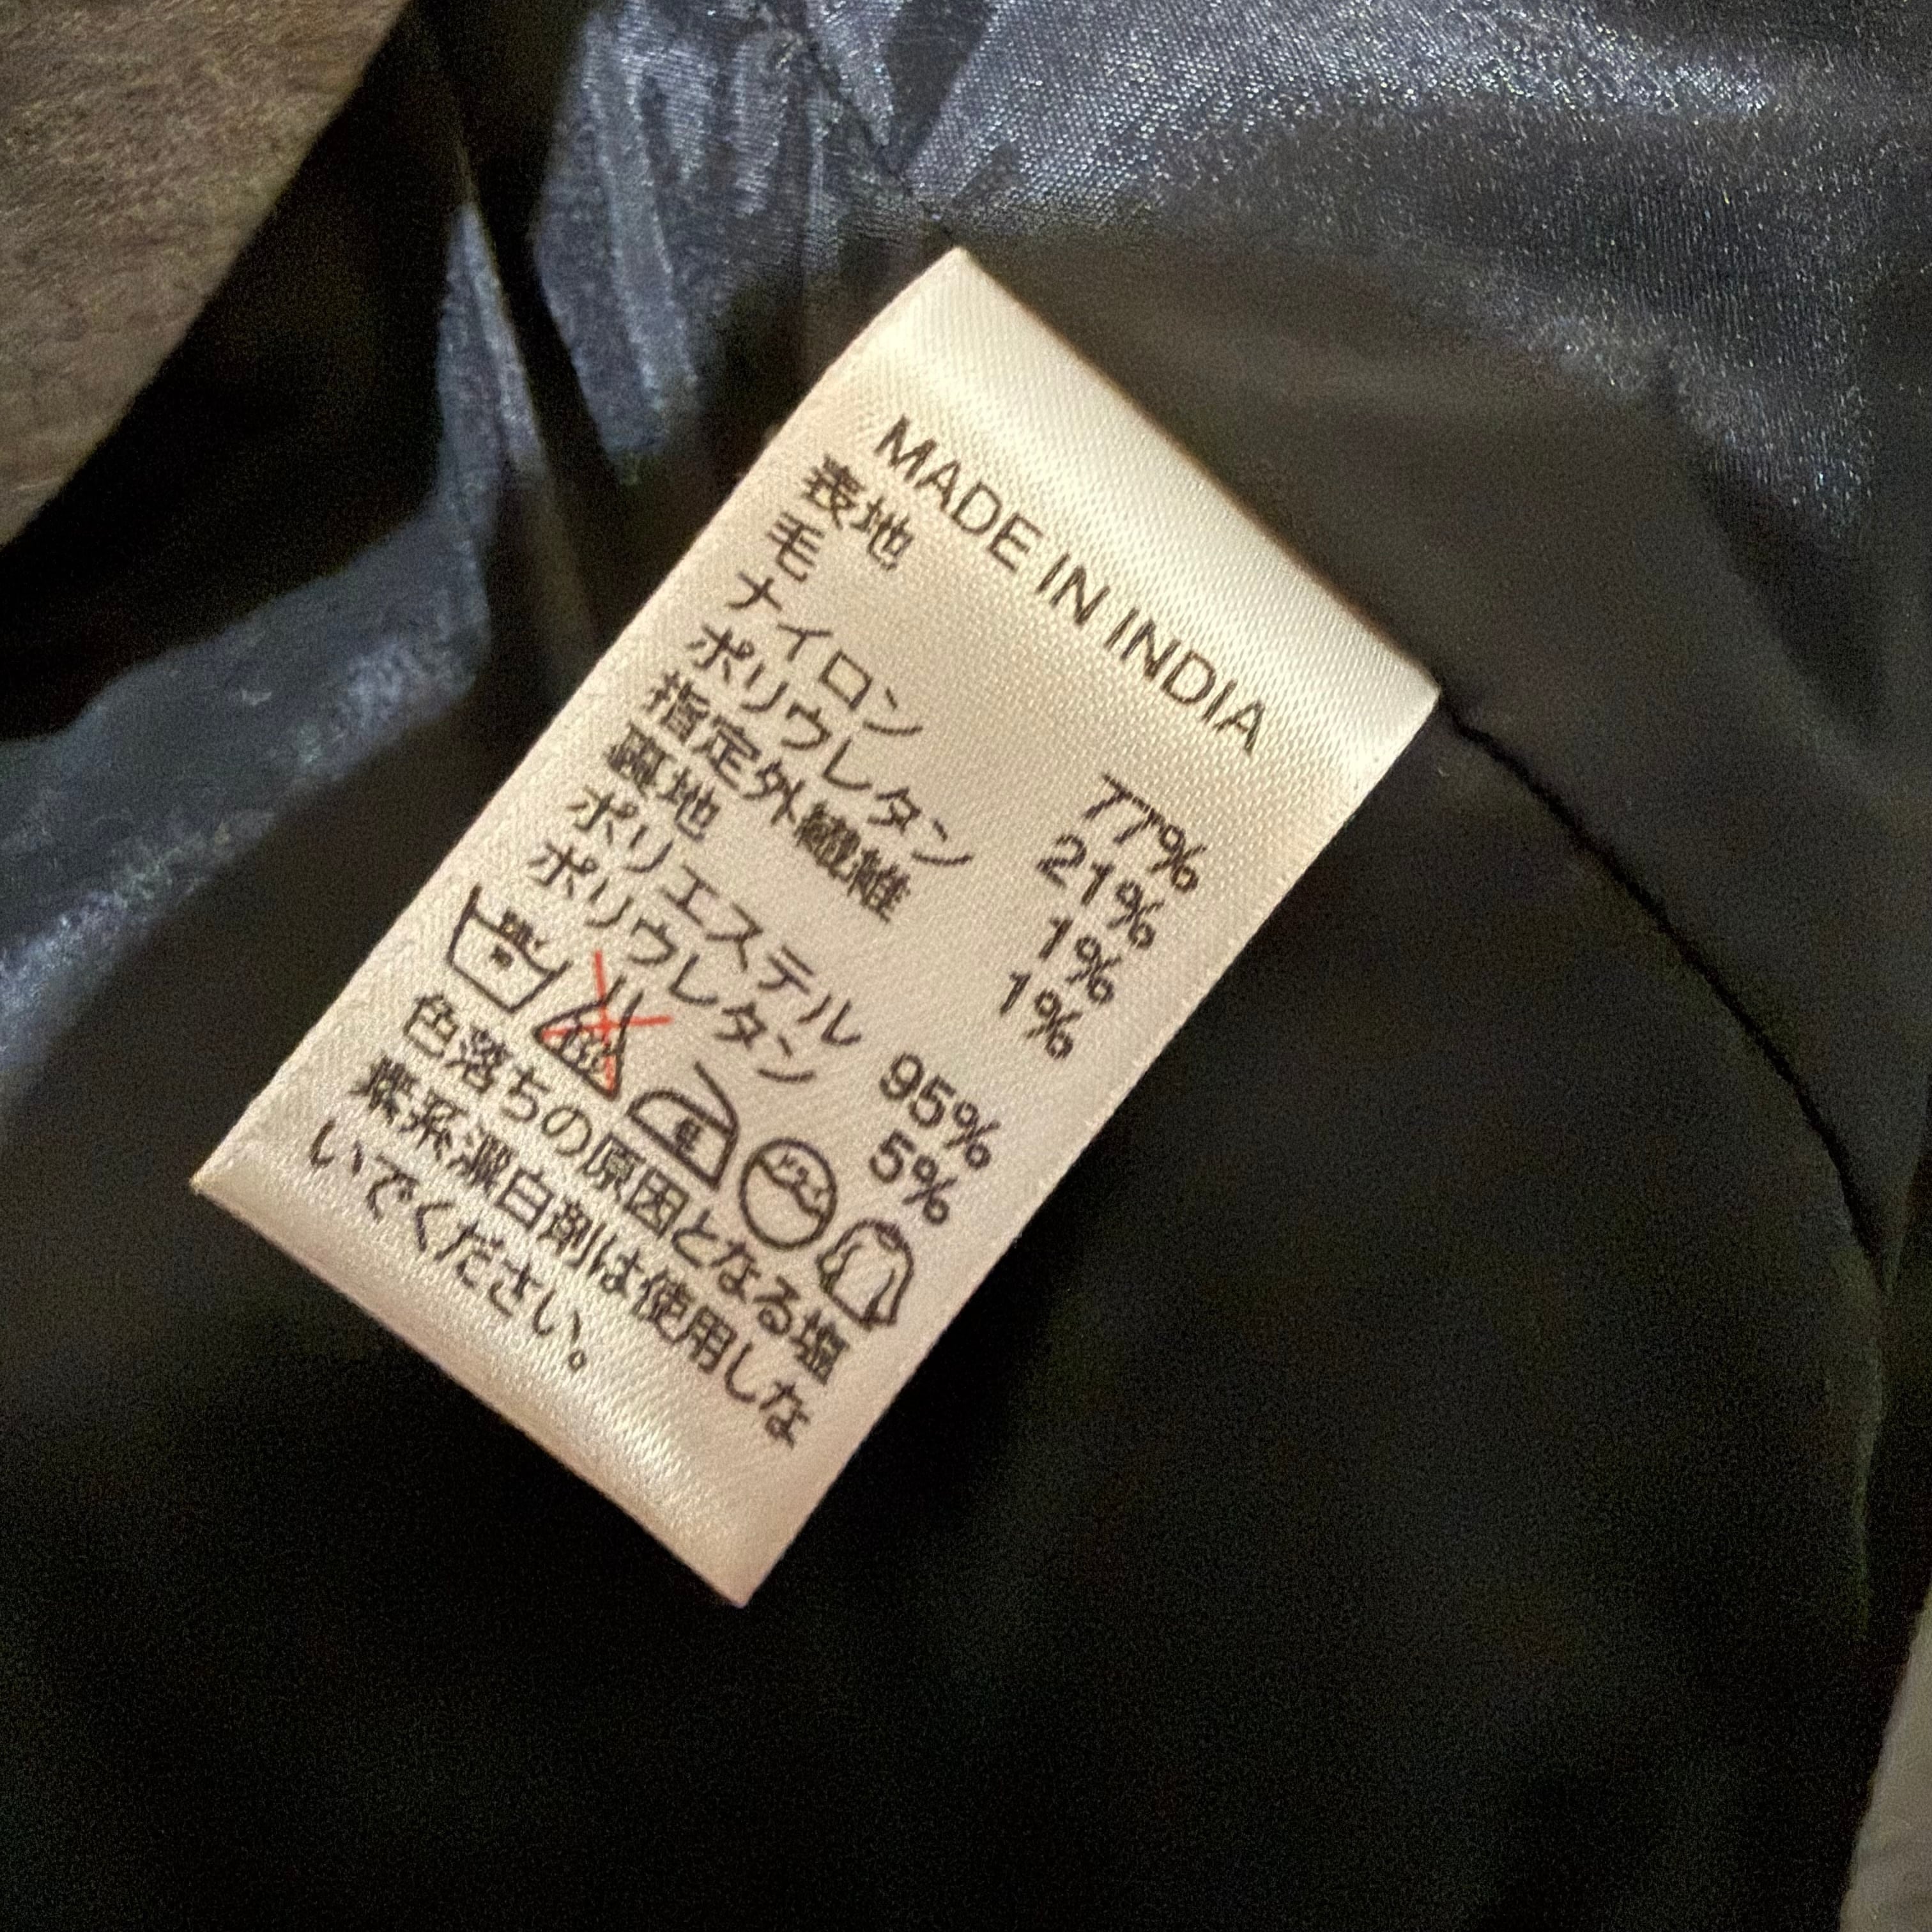 MADE IN INDIA
表地
毛 77%
ナイロン 21%
ポリウレタン 1%
指定外繊維 1%
裏地
ポリエステル 95%
ポリウレタン 5%
色落ちの原因となる塩
素系漂白剤は使用しな
いでください。